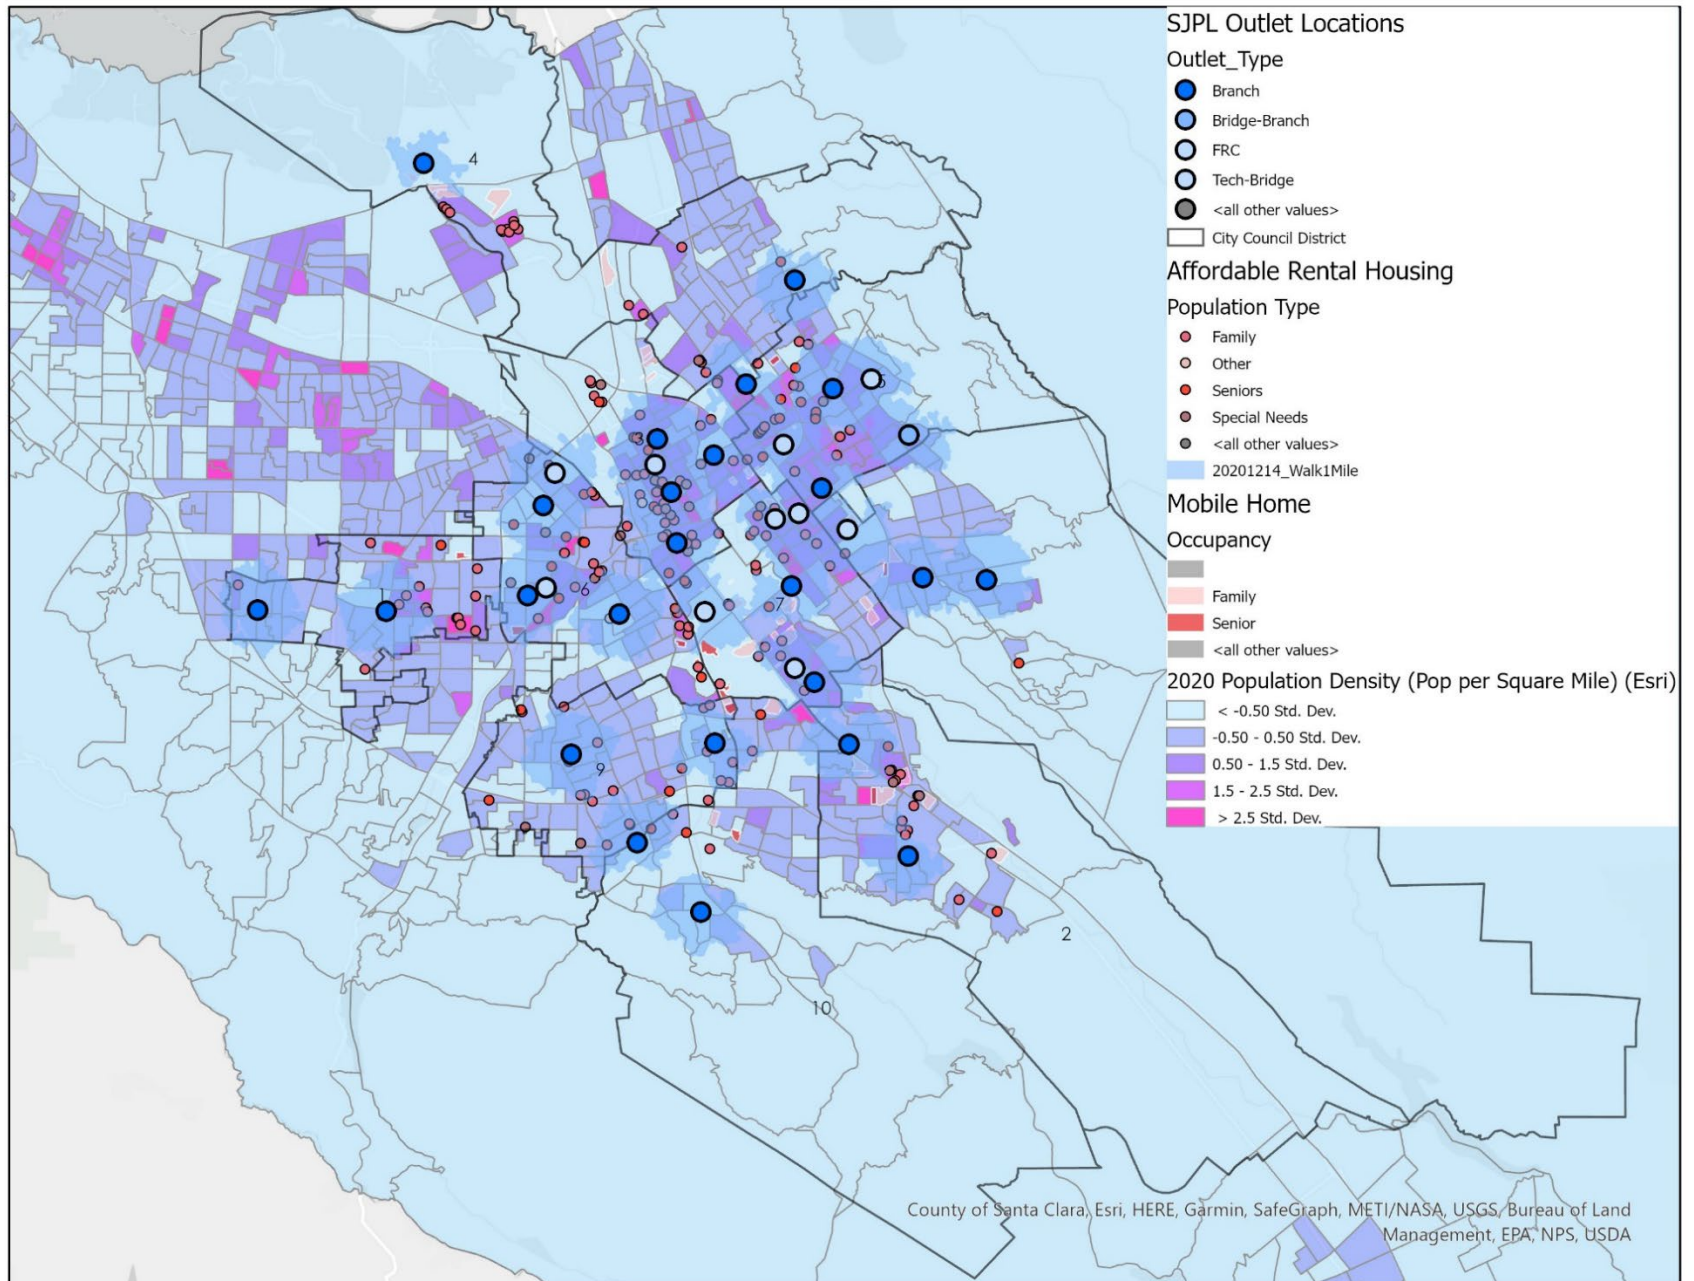 SJPL Outlet Locations
Outlet_Type
Branch
Bridge-Branch
FRC
Tech-Bridge
<all other values>
City Council District
Affordable Rental Housing
Population Type
Family
Other
Seniors
Special Needs
<all other values>
20201214_Walk1Mile
Mobile Home
Occupancy
Family
Senior
<all other values>
2020 Population Density (Pop per Square Mile) (Esri)
< -0.50 Std. Dev.
-0.50 - 0.50 Std. Dev.
0.50 - 1.5 Std. Dev.
1.5 - 2.5 Std. Dev.
> 2.5 Std. Dev.
4
5
6
1
7
9
2
10
County of Santa Clara, Esri, HERE, Garmin, SafeGraph, METI/NASA, USGS, Bureau of Land
Management, EPA, NPS, USDA